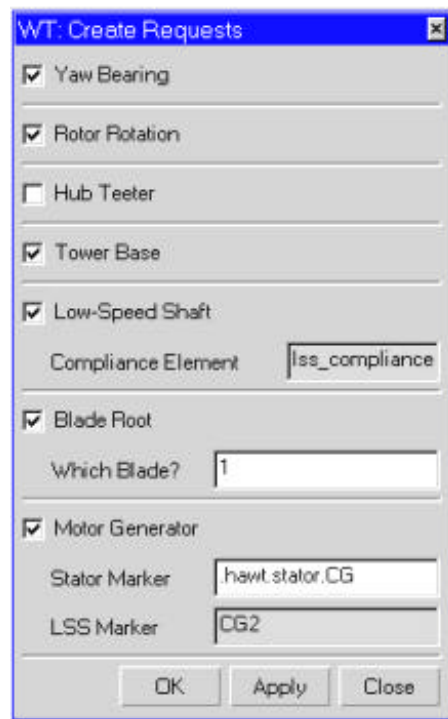 WT: Create Requests
Yaw Bearing
Rotor Rotation
Hub Teeter
Tower Base
Low-Speed Shaft
Compliance Element lss_compliance
Blade Root
Which Blade? 1
Motor Generator
Stator Marker .hawt.stator.CG
LSS Marker CG2
OK Apply Close